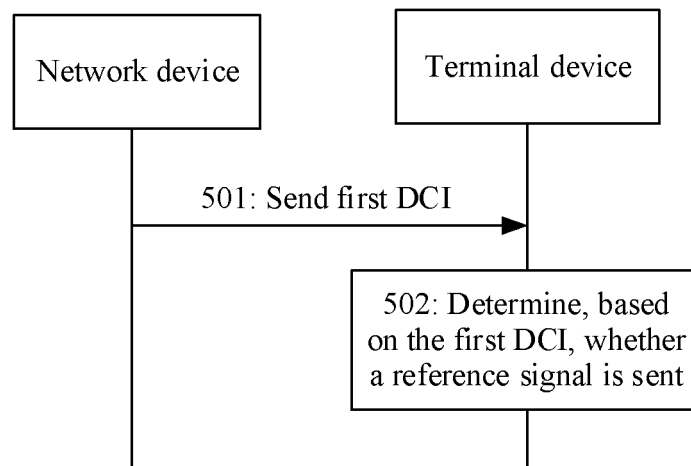 Network device
Terminal device
501: Send first DCI
502: Determine, based
on the first DCI, whether
a reference signal is sent